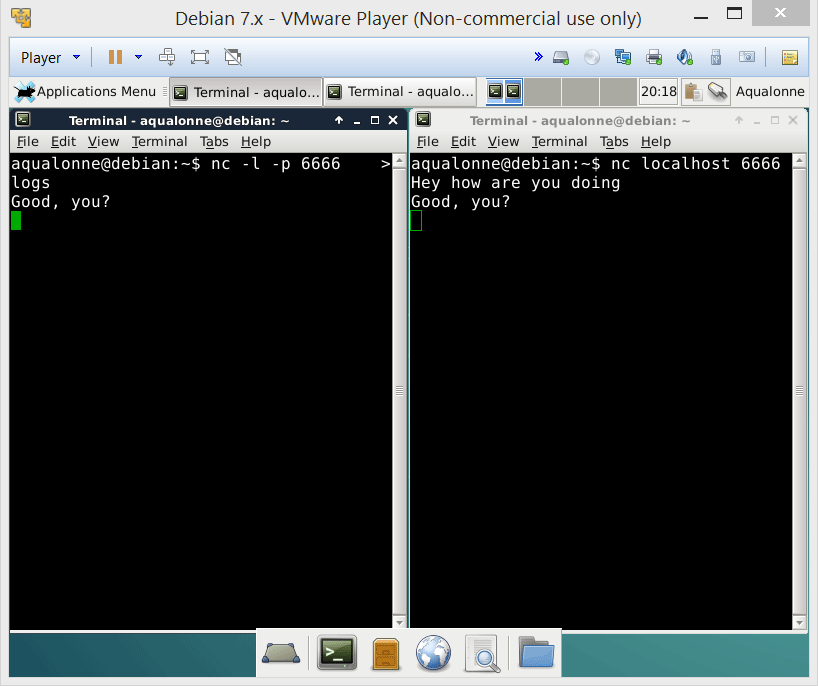 Debian 7.x - VMware Player (Non-commercial use only)
Player
Applications Menu
Terminal - aqualo...
Terminal - aqualo...
20:18
Aqualonne
Terminal - aqualonne@debian: ~
File Edit View Terminal Tabs Help
aqualonne@debian:~$ nc -l -p 6666    >
logs
Good, you?
Terminal - aqualonne@debian: ~
File Edit View Terminal Tabs Help
aqualonne@debian:~$ nc localhost 6666
Hey how are you doing
Good, you?